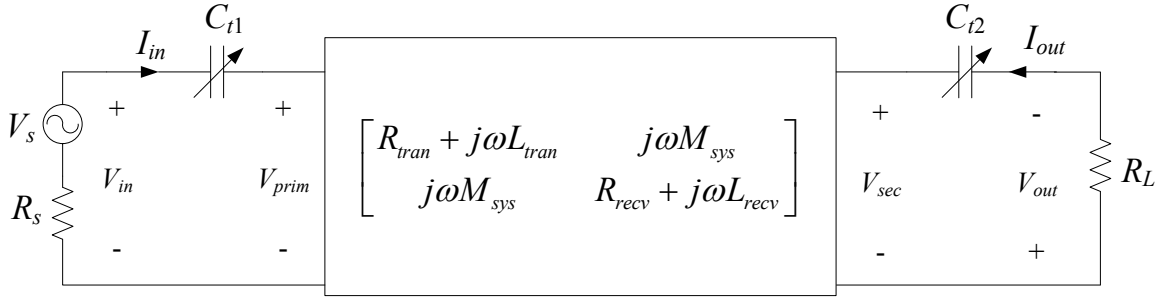 C_{t1}
C_{t2}
I_{in}
I_{out}
+
+
+
-
V_s
R_{tran} + jωL_{tran} jωM_{sys}
V_{in}
V_{prim}
V_{sec}
V_{out}
R_L
jωM_{sys} R_{recv} + jωL_{recv}
R_s
-
-
-
+